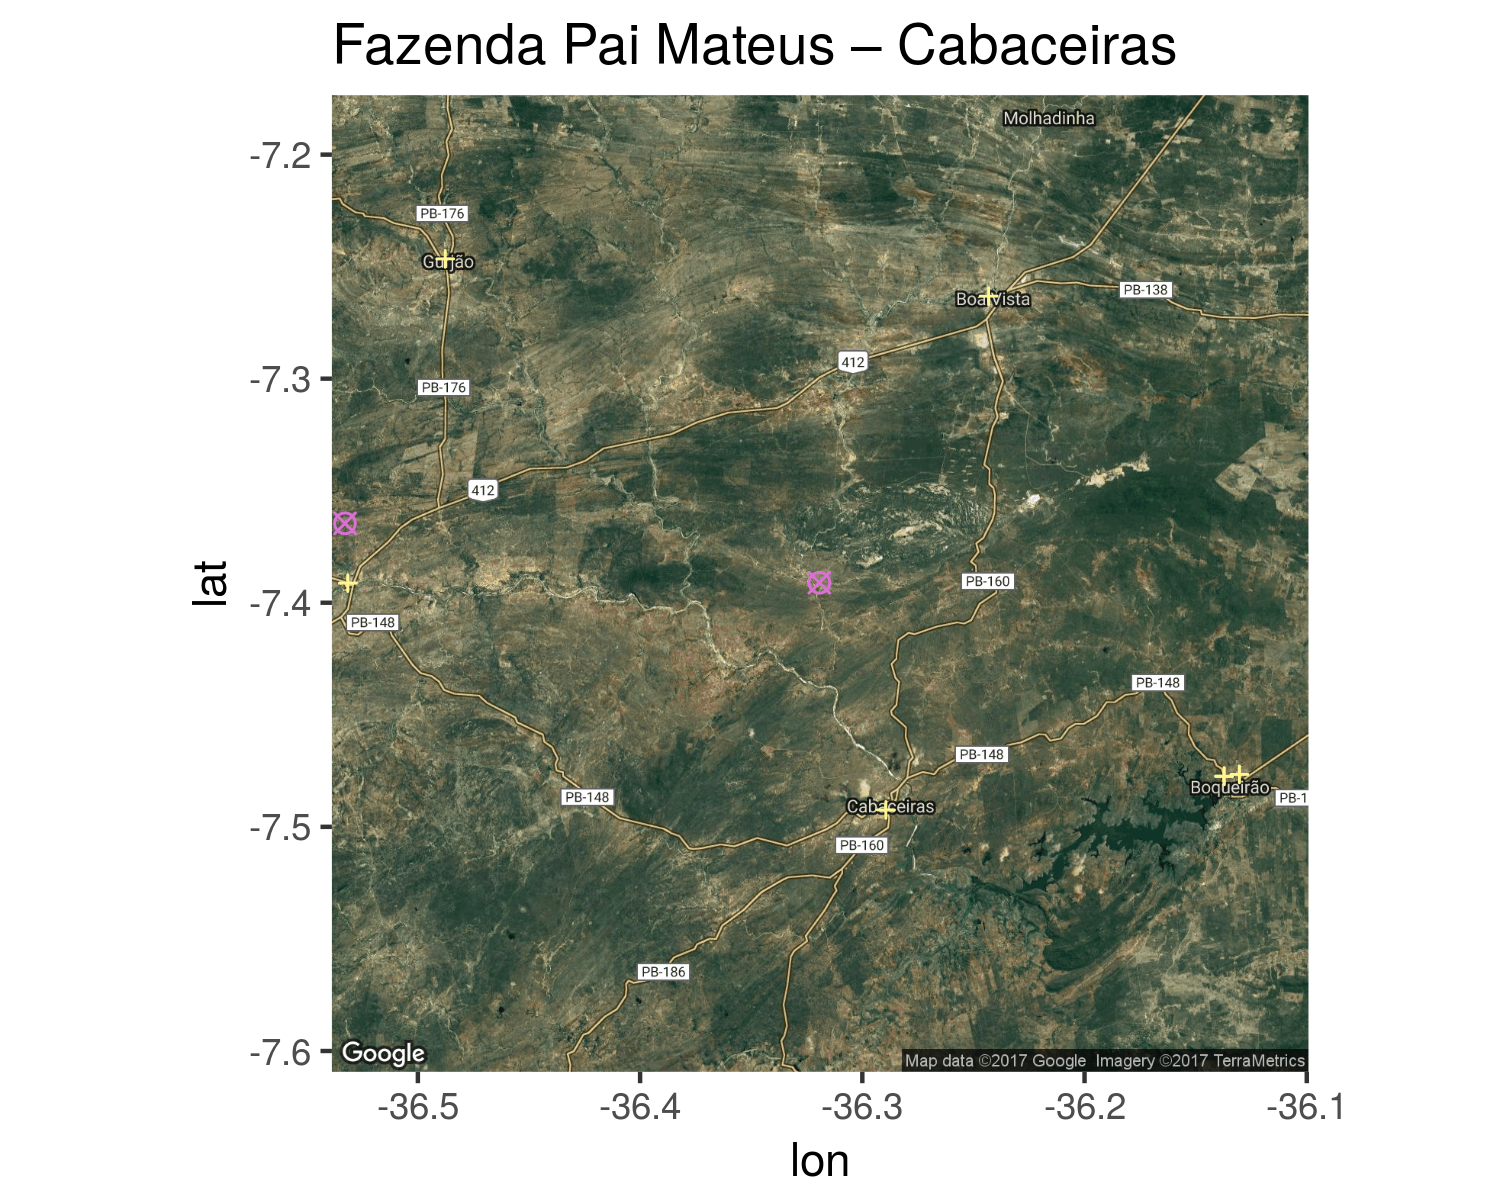 Fazenda Pai Mateus – Cabaceiras
Molhadinha
-7.2
PB-176
Gurjão
PB-138
Boa Vista
412
-7.3
PB-176
412
lat
PB-160
-7.4
PB-148
PB-148
PB-148
Boqueirão
PB-148
PB-1
Cabaceiras
-7.5
PB-160
PB-186
-7.6
Google
Map data ©2017 Google Imagery ©2017 TerraMetrics
-36.5
-36.4
-36.3
-36.2
-36.1
lon